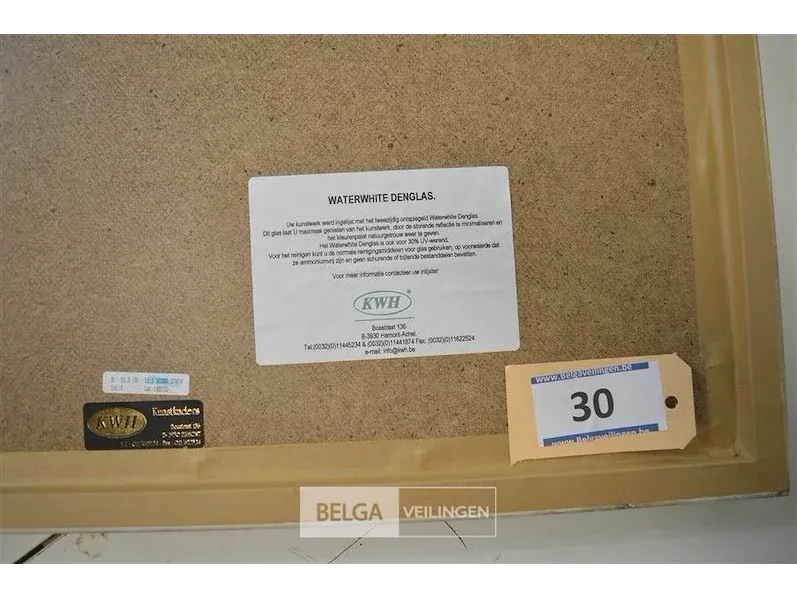 WATERWHITE DENGLAS.
Uw kunstwerk werd ingelijst met het tweezijdig ontspiegeld Waterwhite Denglas.
Dit glas laat U maximaal genieten van het kunstwerk, door de storende reflectie te minimaliseren en
het kleurenpalet natuurgetrouw weer te geven.
Het Waterwhite Denglas is ook voor 30% UV-werend.
Voor het reinigen kunt u de normale reinigingsmiddelen voor glas gebruiken, op voorwaarde dat
ze ammoniumvrij zijn en geen schurende of bijtende bestanddelen bevatten.
Voor meer informatie contacteer uw inlijster:
KWH ®
Bosstraat 136
B-3930 Hamont-Achel.
Tel:(0032)(0)11445234 & (0032)(0)11441874 Fax: (0032)(0)11622524
e-mail: info@kwh.be
KWH
Kunstkaders
Bosstraat 136
www.Belgaveilingen.be
30
www.Belgaveilingen.be
BELGA VEILINGEN